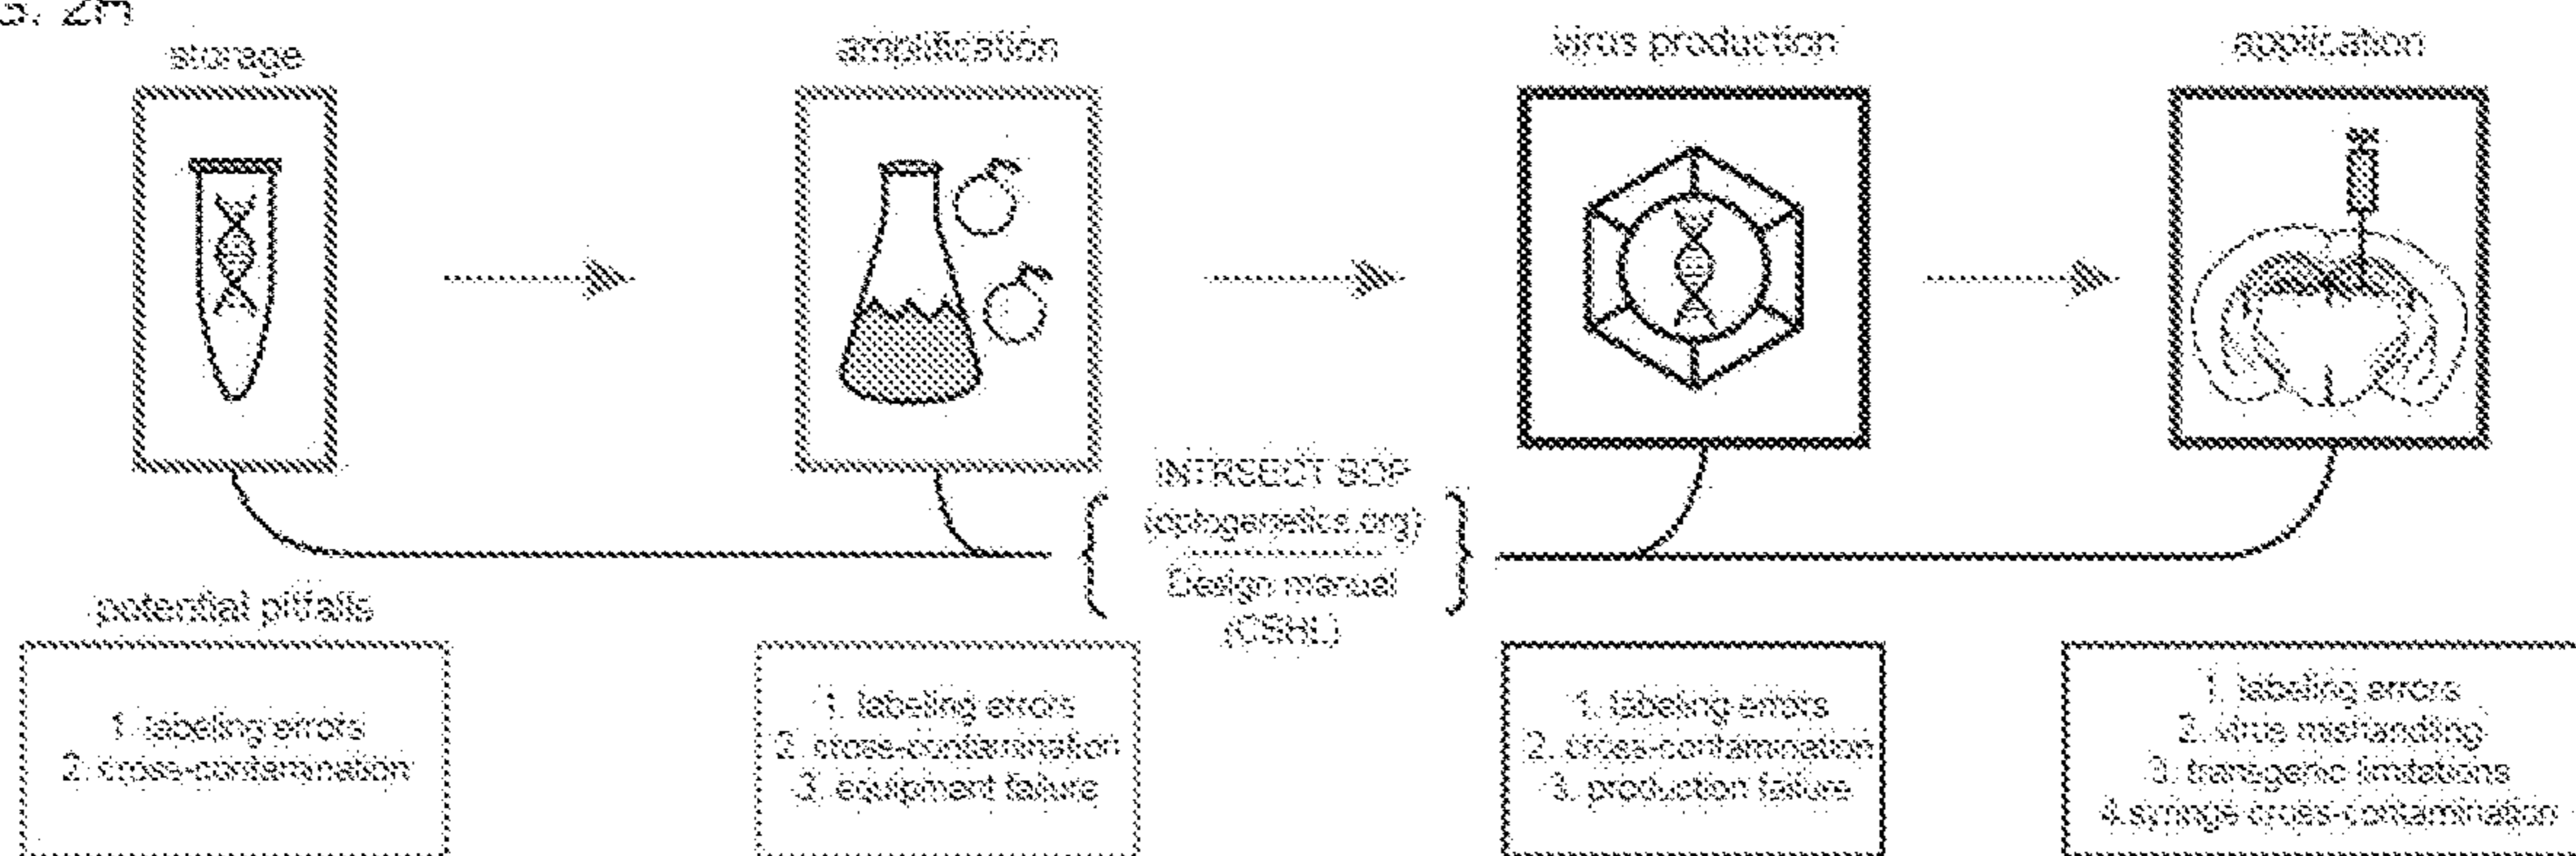 storage
amplification
virus production
application
INTRSECT SOP
(optogenetics.org)
Design manual
(CSHL)
potential pitfalls
1. labeling errors
2. cross-contamination
1. labeling errors
2. cross-contamination
3. equipment failure
1. labeling errors
2. cross-contamination
3. production failure
1. labeling errors
2. virus mishandling
3. transgenic limitations
4.syringe cross-contamination